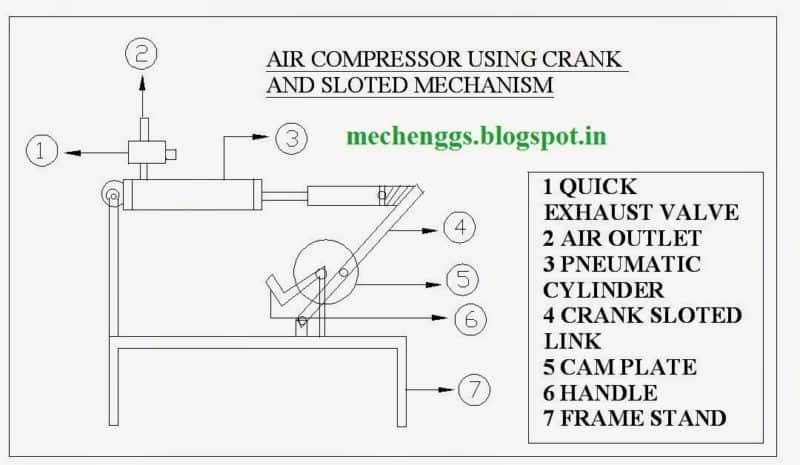 AIR COMPRESSOR USING CRANK
AND SLOTED MECHANISM
mechenggs.blogspot.in
2
1
3
4
5
6
7
1 QUICK
EXHAUST VALVE
2 AIR OUTLET
3 PNEUMATIC
CYLINDER
4 CRANK SLOTED
LINK
5 CAM PLATE
6 HANDLE
7 FRAME STAND